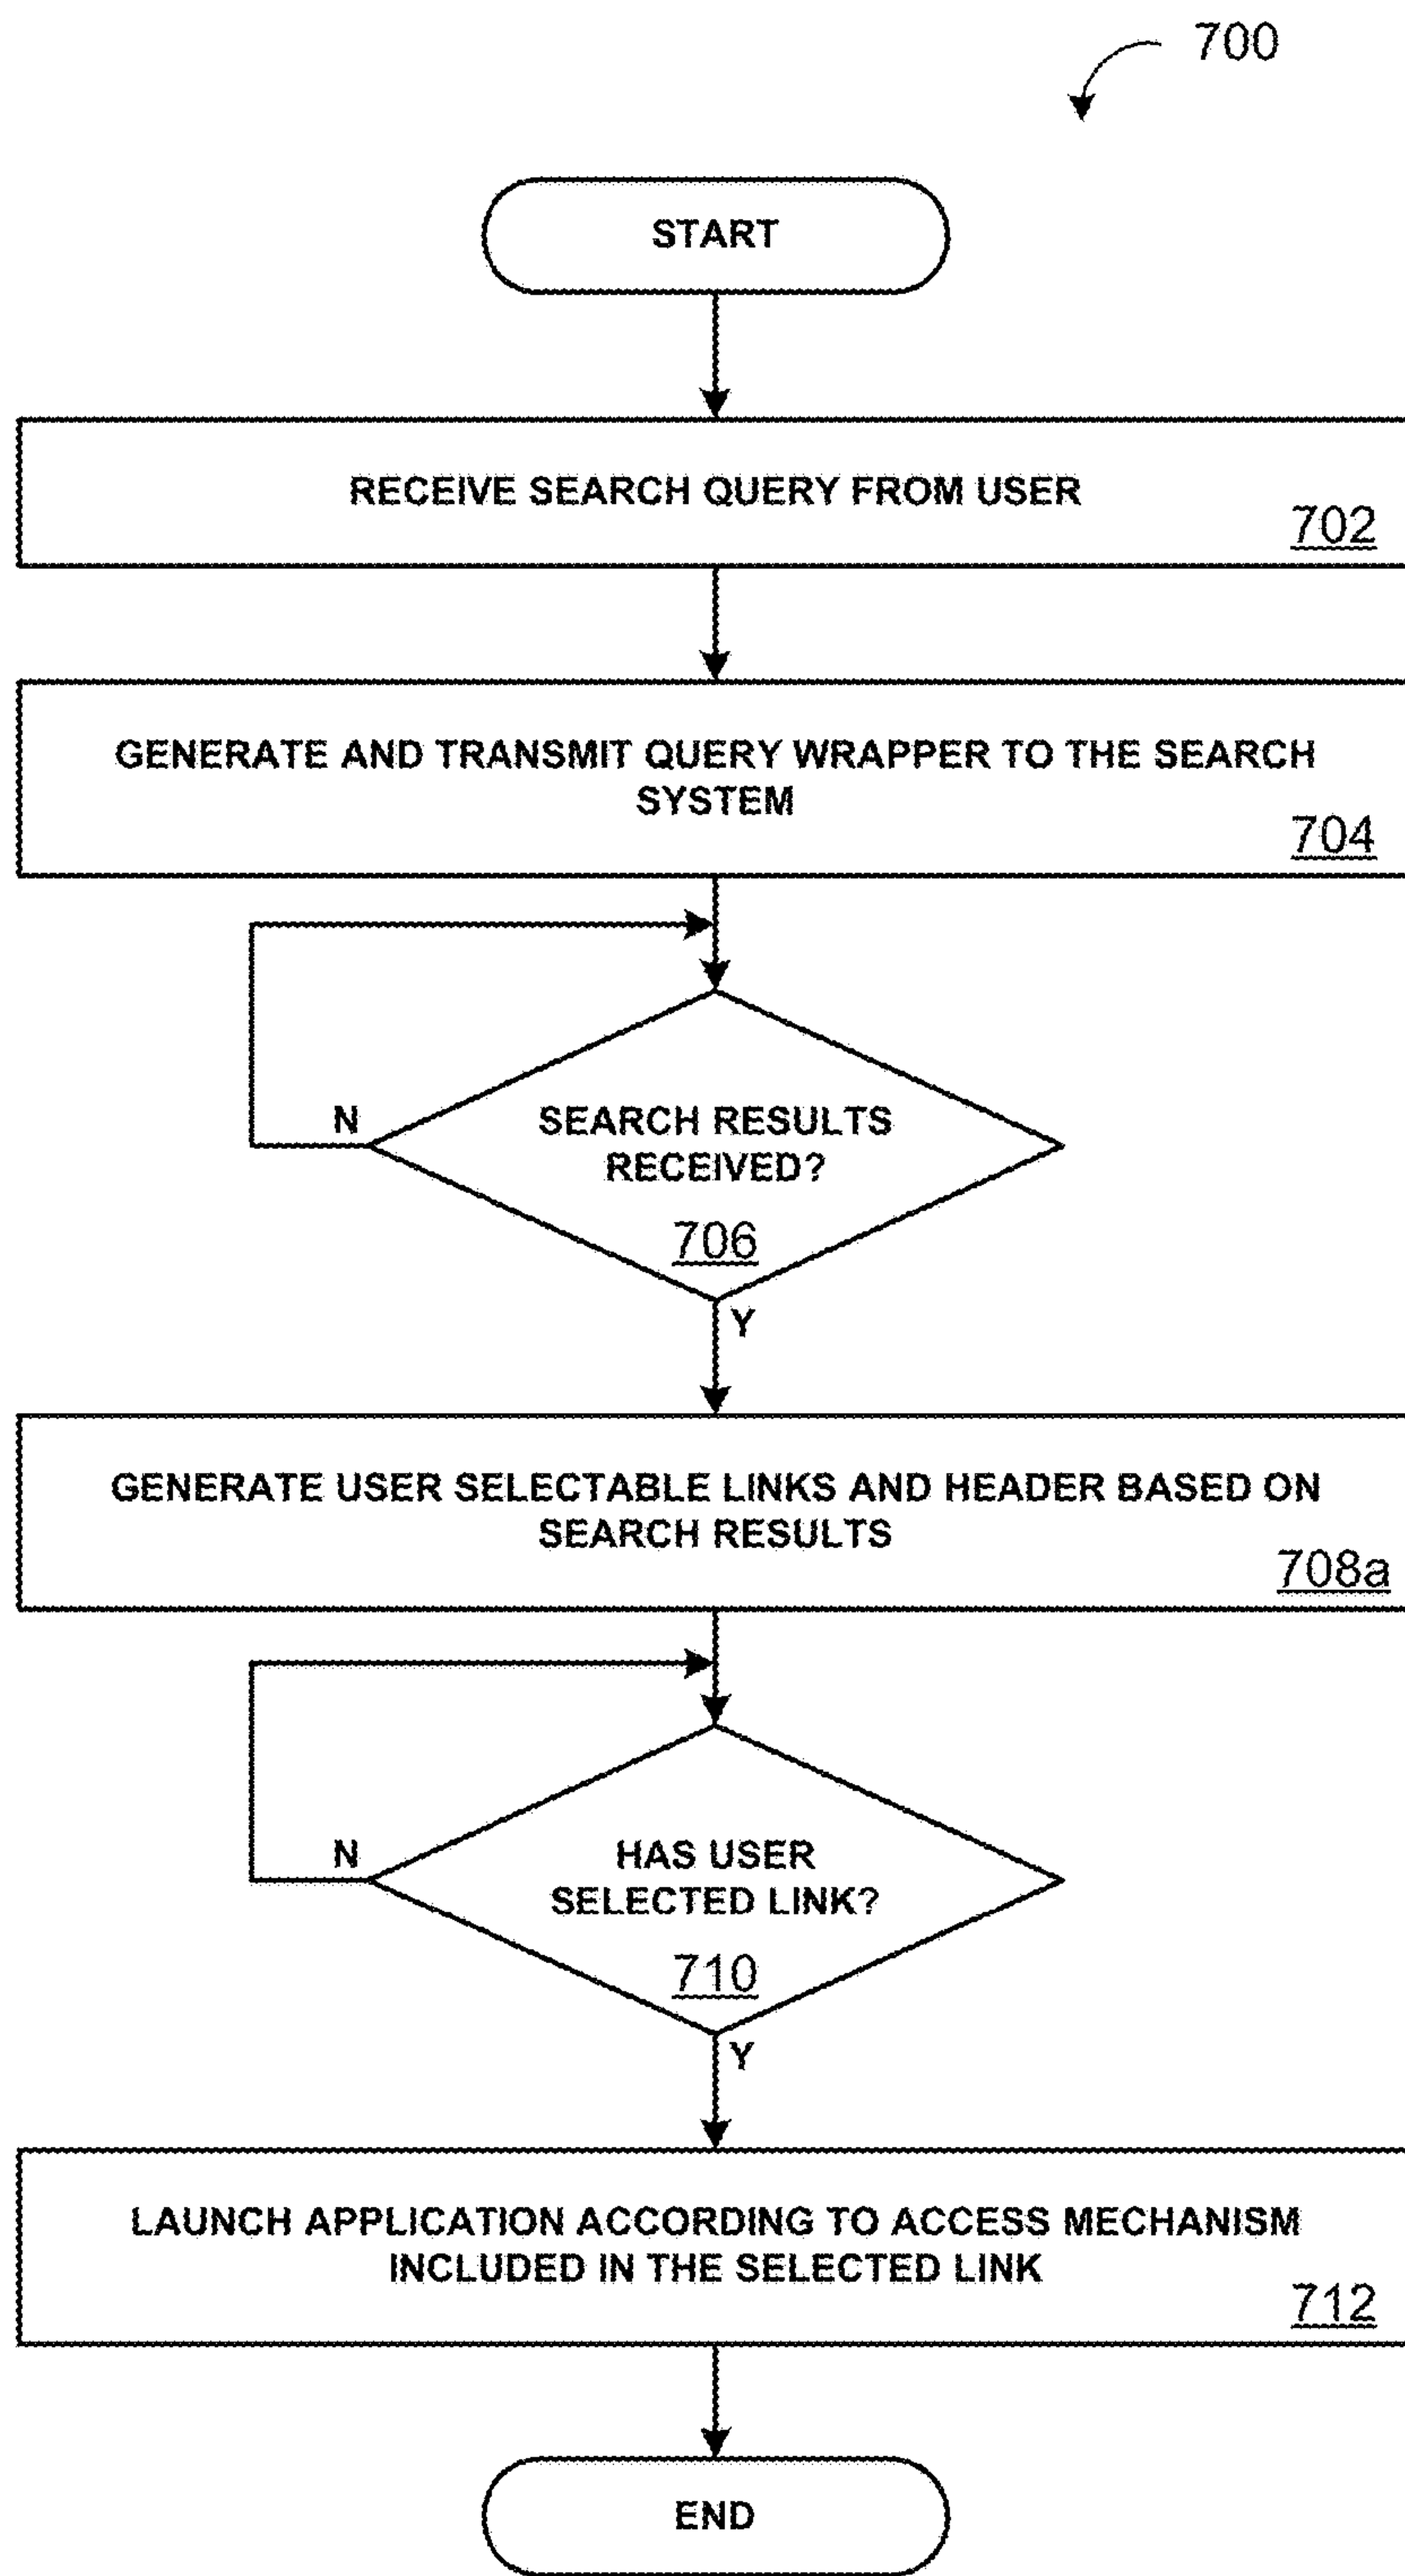 700
START
RECEIVE SEARCH QUERY FROM USER
702
GENERATE AND TRANSMIT QUERY WRAPPER TO THE SEARCH
SYSTEM
704
N
SEARCH RESULTS
RECEIVED?
706
Y
GENERATE USER SELECTABLE LINKS AND HEADER BASED ON
SEARCH RESULTS
708a
N
HAS USER
SELECTED LINK?
710
Y
LAUNCH APPLICATION ACCORDING TO ACCESS MECHANISM
INCLUDED IN THE SELECTED LINK
712
END